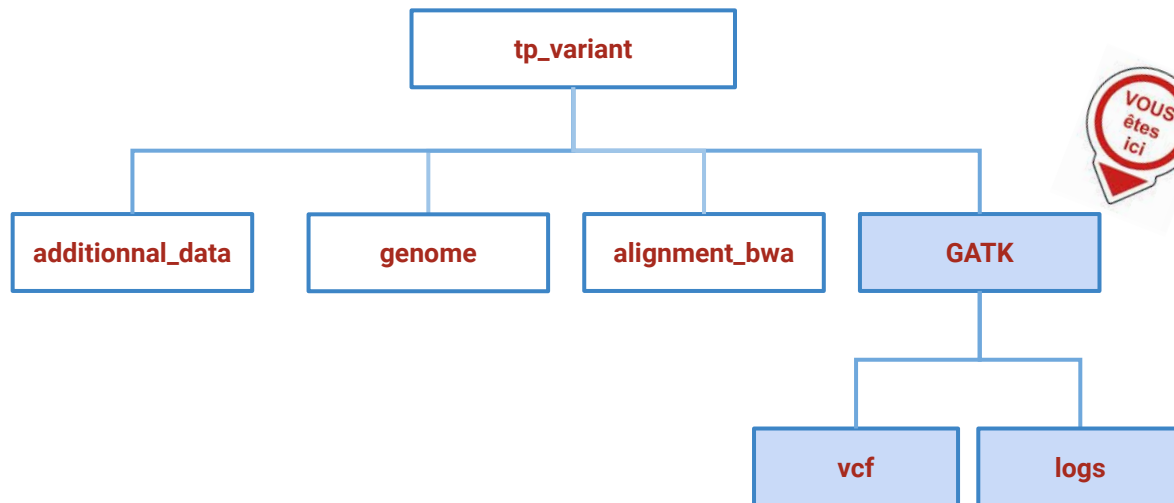 tp_variant
VOUS
êtes
ici
additionnal_data
genome
alignment_bwa
GATK
vcf
logs